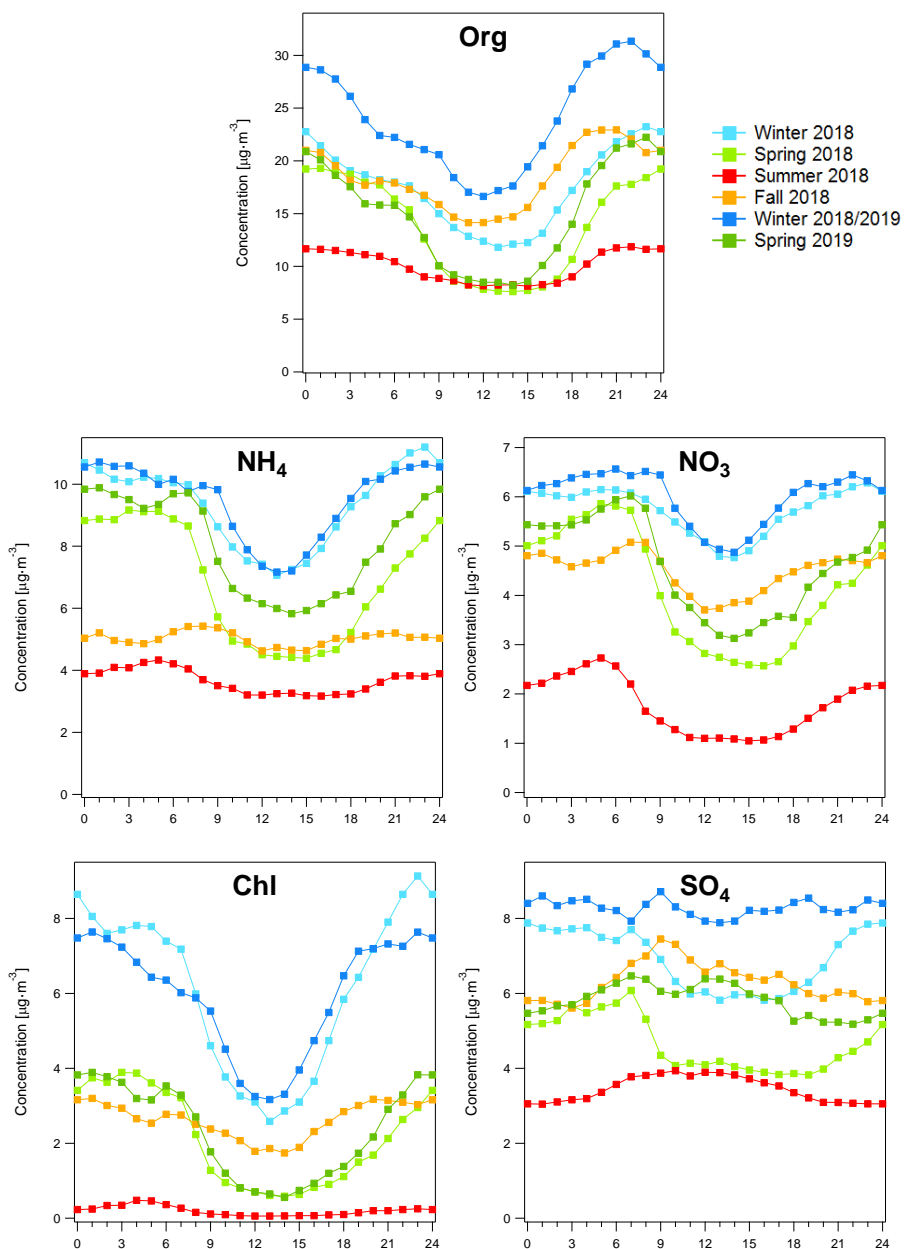 Org
Concentration [µg·m-3]
30
25
20
15
10
5
0
0 3 6 9 12 15 18 21 24
Winter 2018
Spring 2018
Summer 2018
Fall 2018
Winter 2018/2019
Spring 2019
NH4
Concentration [µg·m-3]
10
8
6
4
2
0
0 3 6 9 12 15 18 21 24
NO3
7
6
5
4
3
2
1
0
0 3 6 9 12 15 18 21 24
Chl
Concentration [µg·m-3]
8
6
4
2
0
0 3 6 9 12 15 18 21 24
SO4
Concentration [µg·m-3]
8
6
4
2
0
0 3 6 9 12 15 18 21 24